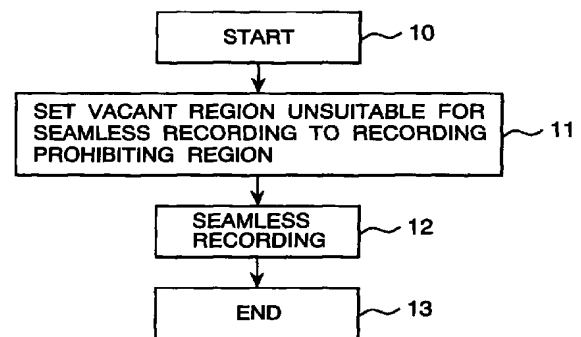 START
10
SET VACANT REGION UNSUITABLE FOR
SEAMLESS RECORDING TO RECORDING
PROHIBITING REGION
11
SEAMLESS
RECORDING
12
END
13